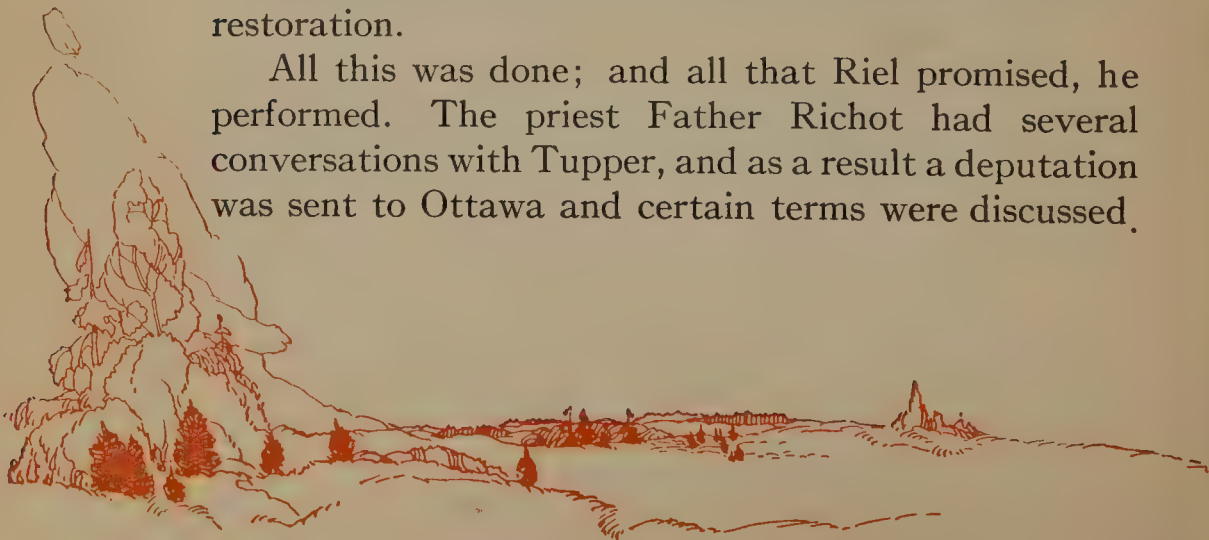 restoration.
All this was done; and all that Riel promised, he
performed. The priest Father Richot had several
conversations with Tupper, and as a result a deputation
was sent to Ottawa and certain terms were discussed.